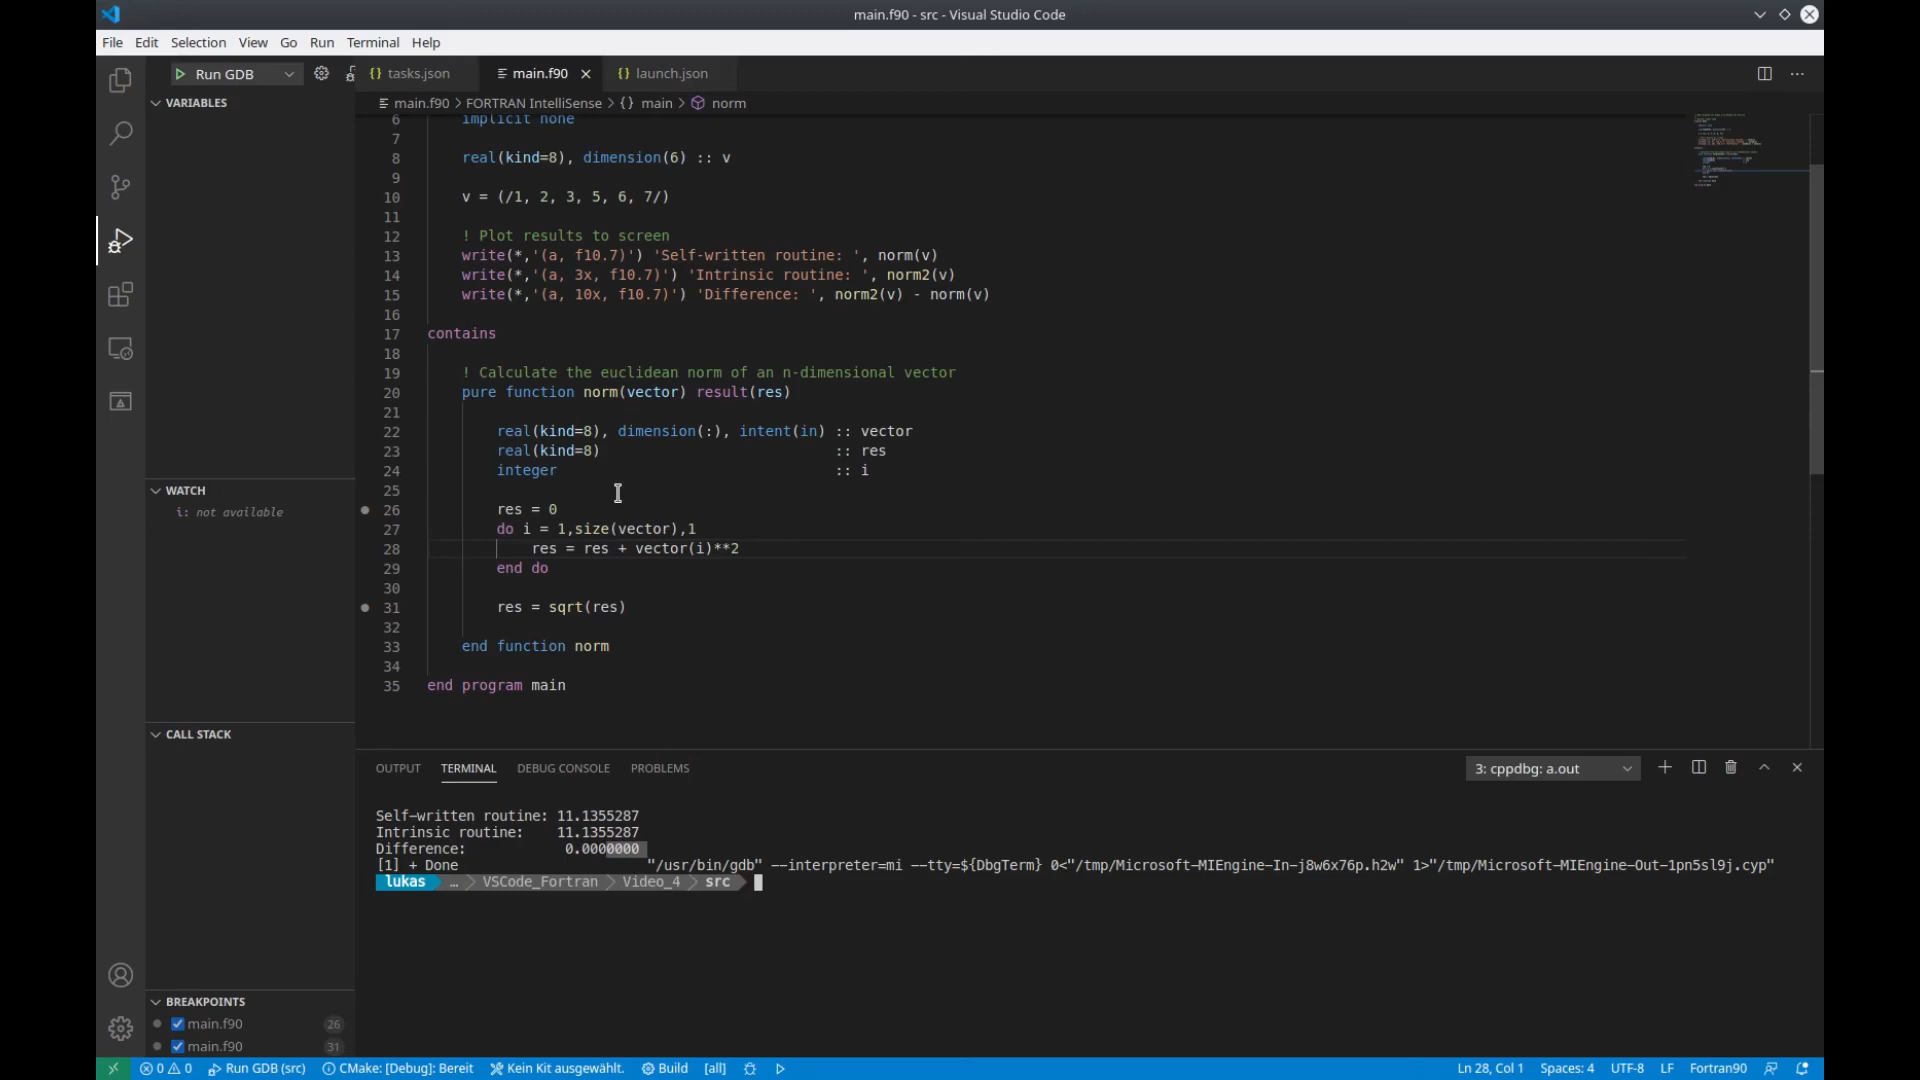 main.f90 - src - Visual Studio Code
File Edit Selection View Go Run Terminal Help
Run GDB
tasks.json main.f90 launch.json
main.f90 > FORTRAN IntelliSense > {} main > norm
VARIABLES
6 implicit none
7
8 real(kind=8), dimension(6) :: v
9
10 v = (/1, 2, 3, 5, 6, 7/)
11
12 ! Plot results to screen
13 write(*,'(a, f10.7)') 'Self-written routine: ', norm(v)
14 write(*,'(a, 3x, f10.7)') 'Intrinsic routine: ', norm2(v)
15 write(*,'(a, 10x, f10.7)') 'Difference: ', norm2(v) - norm(v)
16
17 contains
18
19 ! Calculate the euclidean norm of an n-dimensional vector
20 pure function norm(vector) result(res)
21
22 real(kind=8), dimension(:), intent(in) :: vector
23 real(kind=8) :: res
24 integer :: i
25
26 res = 0
27 do i = 1,size(vector),1
28 res = res + vector(i)**2
29 end do
30
31 res = sqrt(res)
32
33 end function norm
34
35 end program main
WATCH
i: not available
CALL STACK
BREAKPOINTS
main.f90 26
main.f90 31
OUTPUT TERMINAL DEBUG CONSOLE PROBLEMS 3: cppdbg: a.out
Self-written routine: 11.1355287
Intrinsic routine: 11.1355287
Difference: 0.0000000
[1] + Done "/usr/bin/gdb" --interpreter=mi --tty=${DbgTerm} 0<"/tmp/Microsoft-MIEngine-In-j8w6x76p.h2w" 1>"/tmp/Microsoft-MIEngine-Out-1pn5sl9j.cyp"
lukas … VSCode_Fortran Video_4 src
0 0 Run GDB (src) CMake: [Debug]: Bereit Kein Kit ausgewählt. Build [all] Ln 28, Col 1 Spaces: 4 UTF-8 LF Fortran90